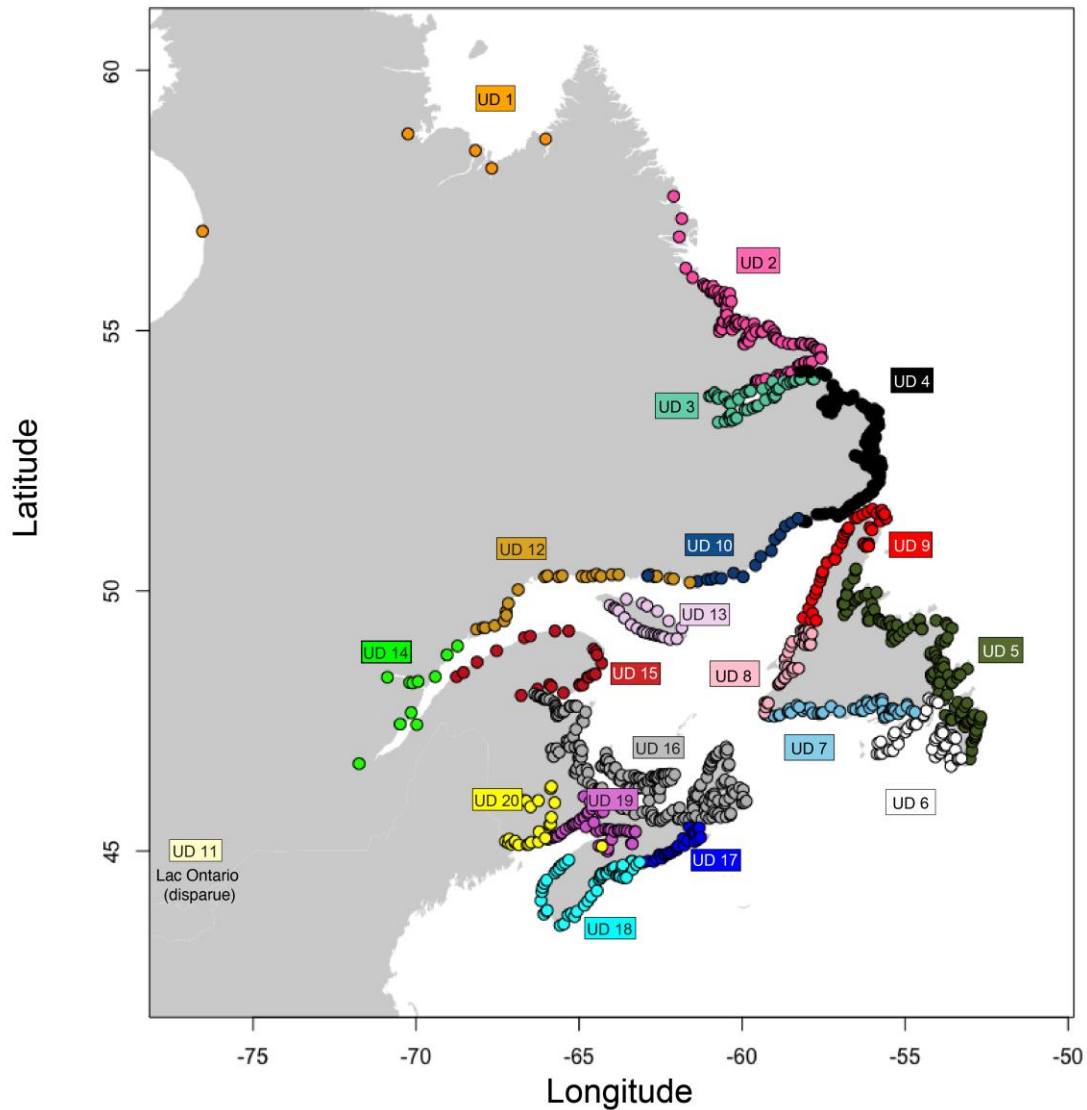 60
UD 1
UD 2
55
UD 4
UD 3
Latitude
UD 12
UD 10
UD 9
50
UD 13
UD 14
UD 5
UD 15
UD 8
UD 16
UD 7
UD 20
UD 19
UD 6
45
UD 11
UD 17
Lac Ontario
(disparue)
UD 18
-75
-70
-65
-60
-55
-50
Longitude